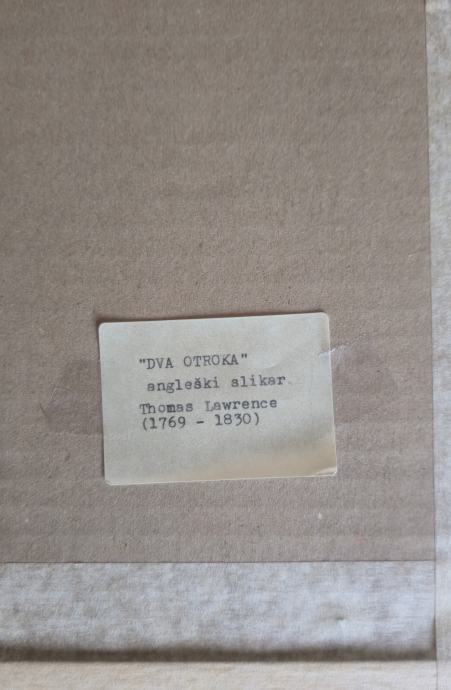 "DVA OTROKA"
angleški slikar
Thomas Lawrence
(1769 - 1830)